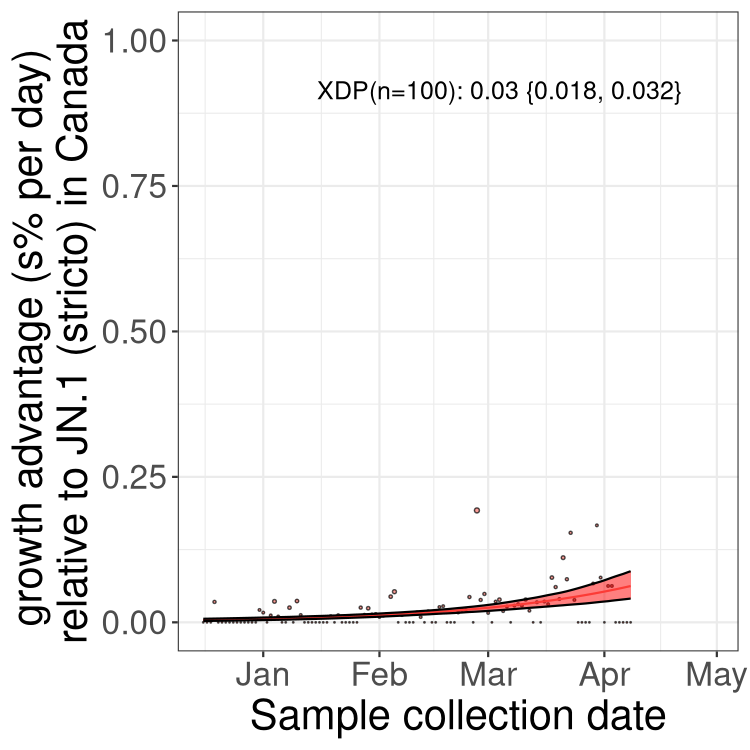 growth advantage (s% per day)
relative to JN.1 (stricto) in Canada
1.00
0.75
0.50
0.25
0.00
XDP(n=100): 0.03 {0.018, 0.032}
Jan
Feb
Mar
Apr
May
Sample collection date